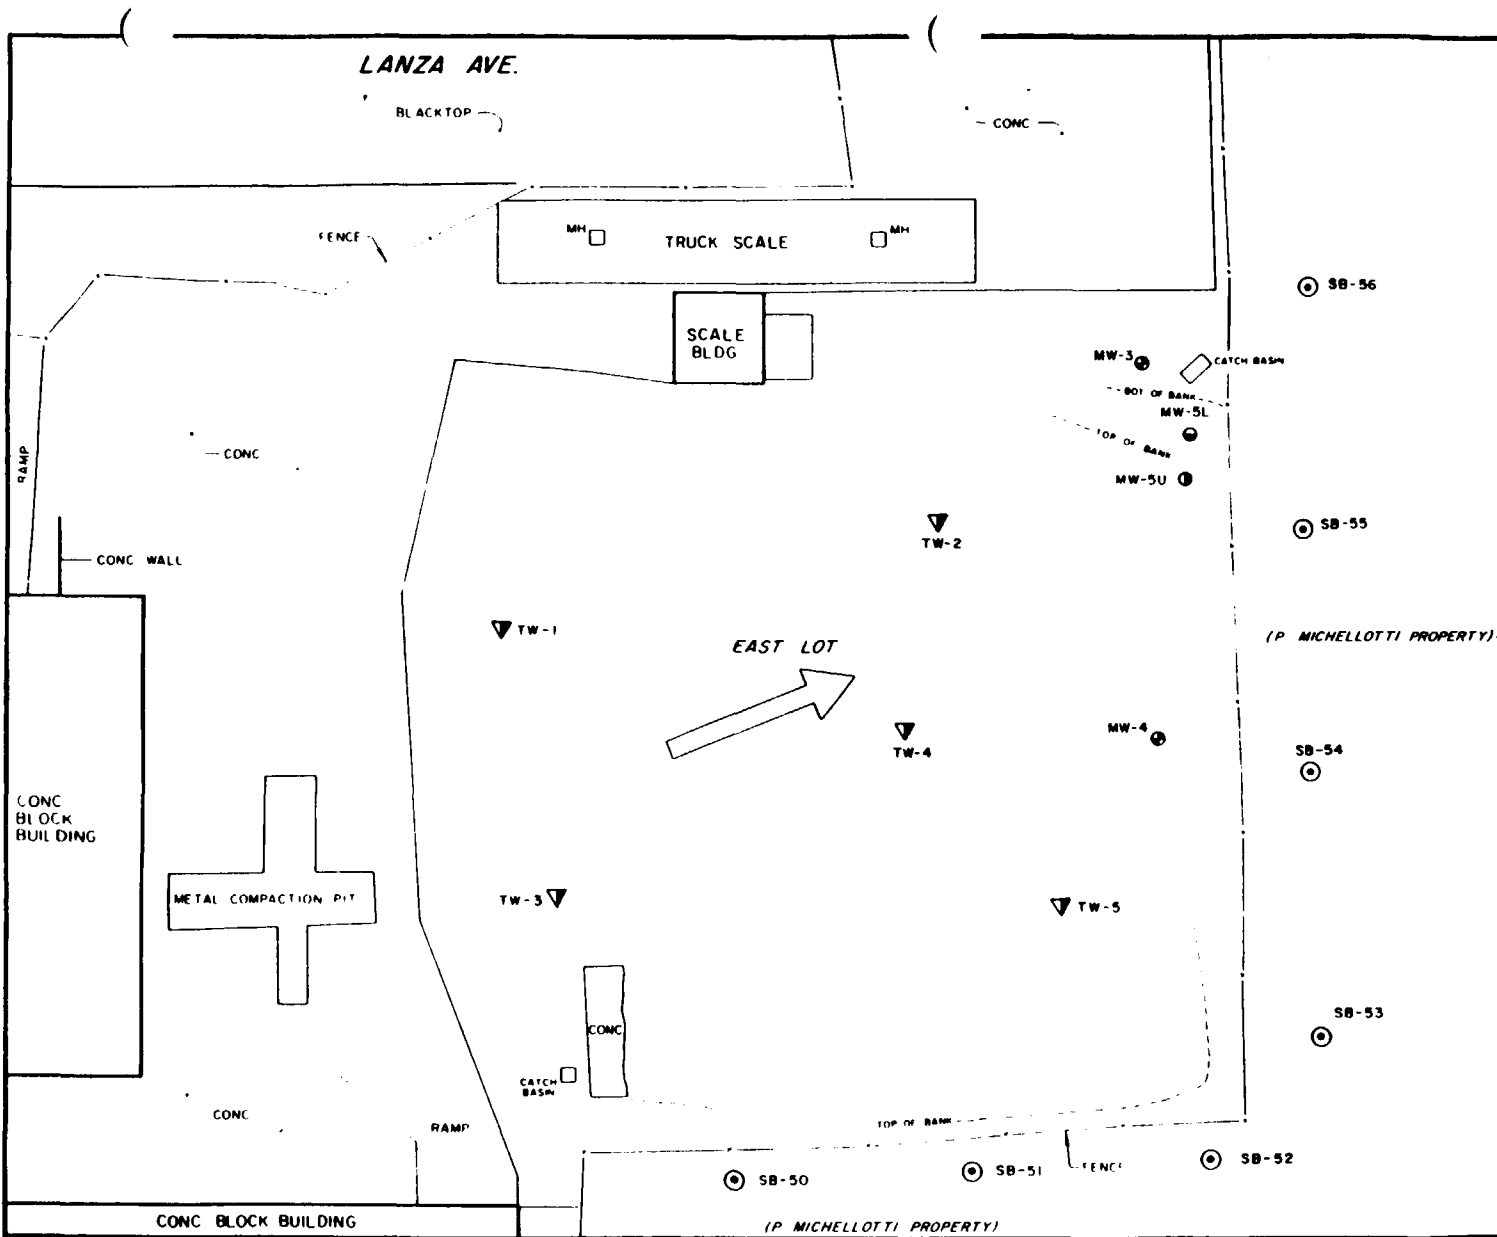 LANZA AVE.
BLACKTOP
CONC
FENCE
MH
TRUCK SCALE
MH
SB-56
SCALE
BLDG
MW-3
CATCH BASIN
BOT OF BANK
MW-5L
TOP OF BANK
CONC
RAMP
MW-5U
TW-2
SB-55
CONC WALL
TW-1
(P MICHELLOTTI PROPERTY)
EAST LOT
MW-4
TW-4
SB-54
CONC
BLOCK
BUILDING
METAL COMPACTION PIT
TW-3
TW-5
SB-53
CONC
CATCH
BASIN
CONC
RAMP
TOP OF BANK
FENCE
SB-52
SB-50
SB-51
CONC BLOCK BUILDING
(P MICHELLOTTI PROPERTY)